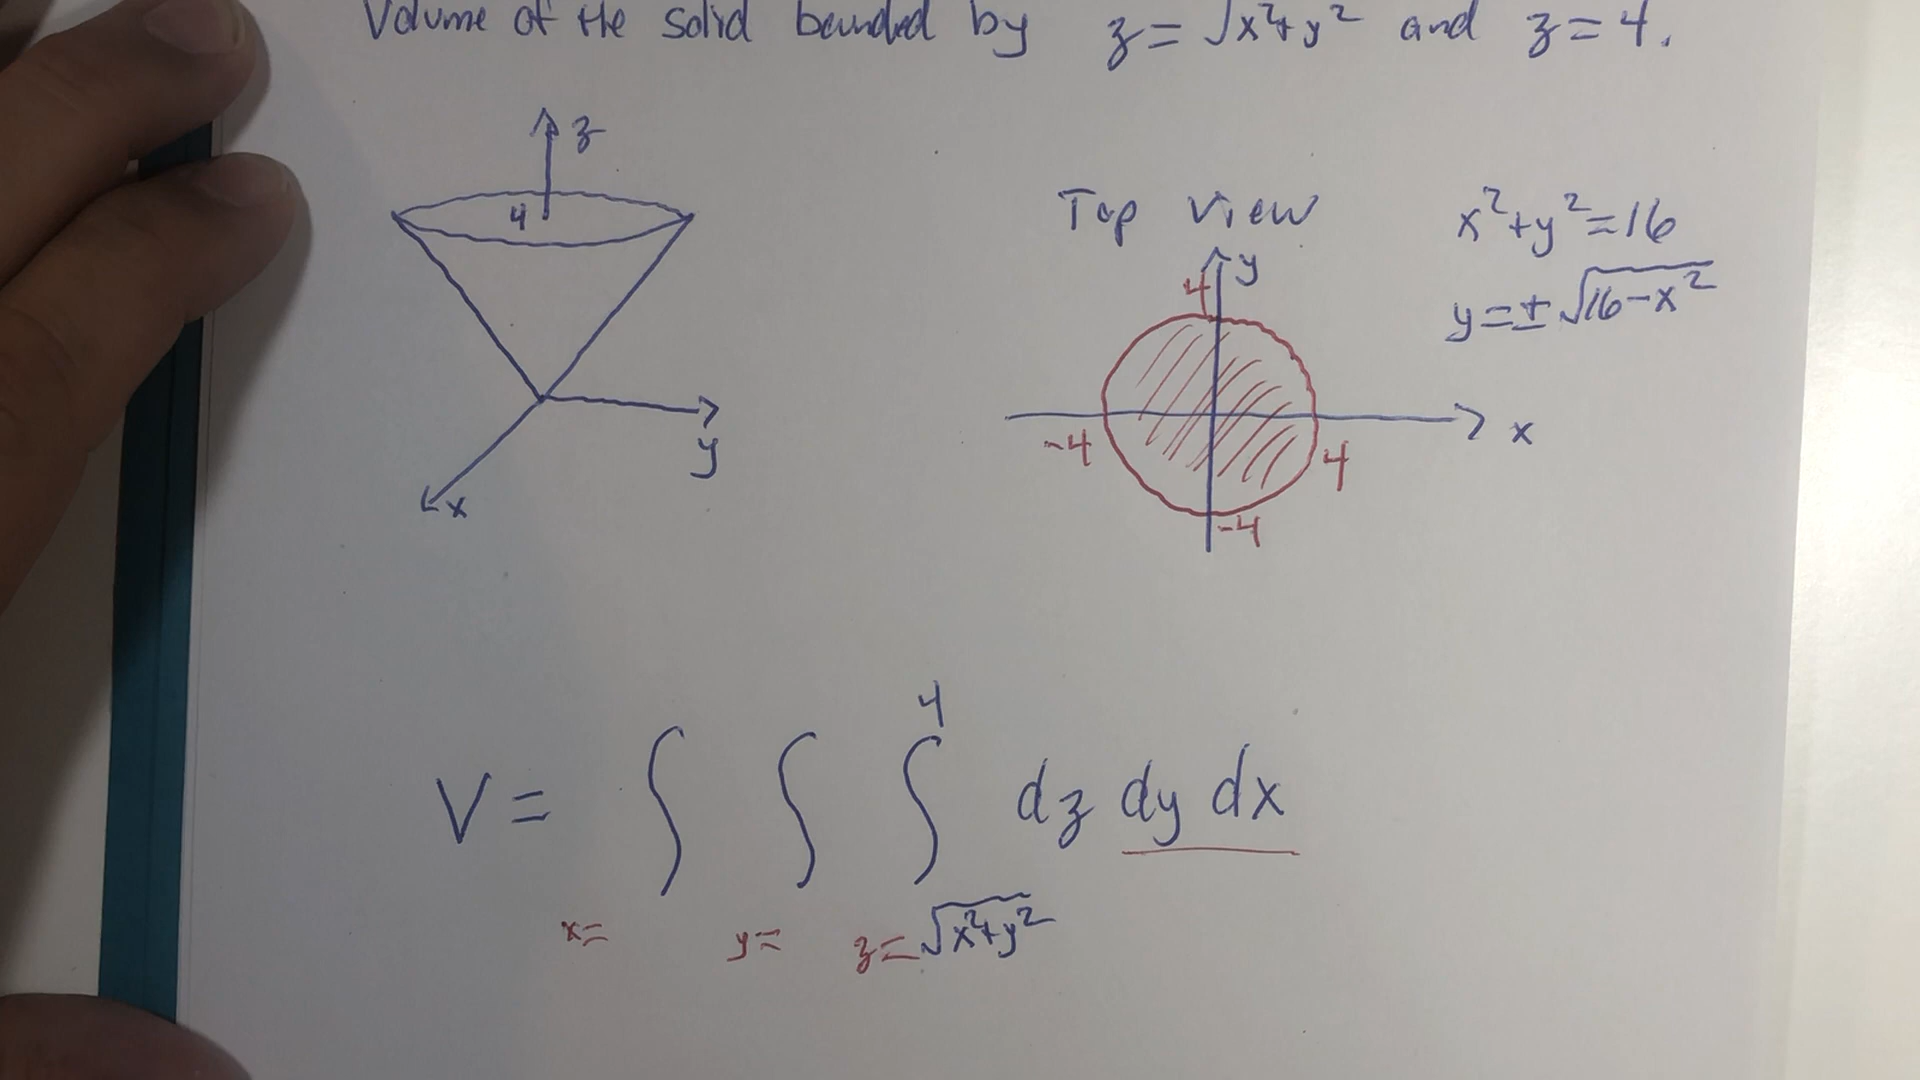 Volume of the solid bounded by z = √x²+y² and z = 4.
z
4
y
x
Top View
x²+y²=16
y=±√16-x²
y
4
x
-4
4
-4
4
V = ∫ ∫ ∫ dz dy dx
x= y= z=√x²+y²